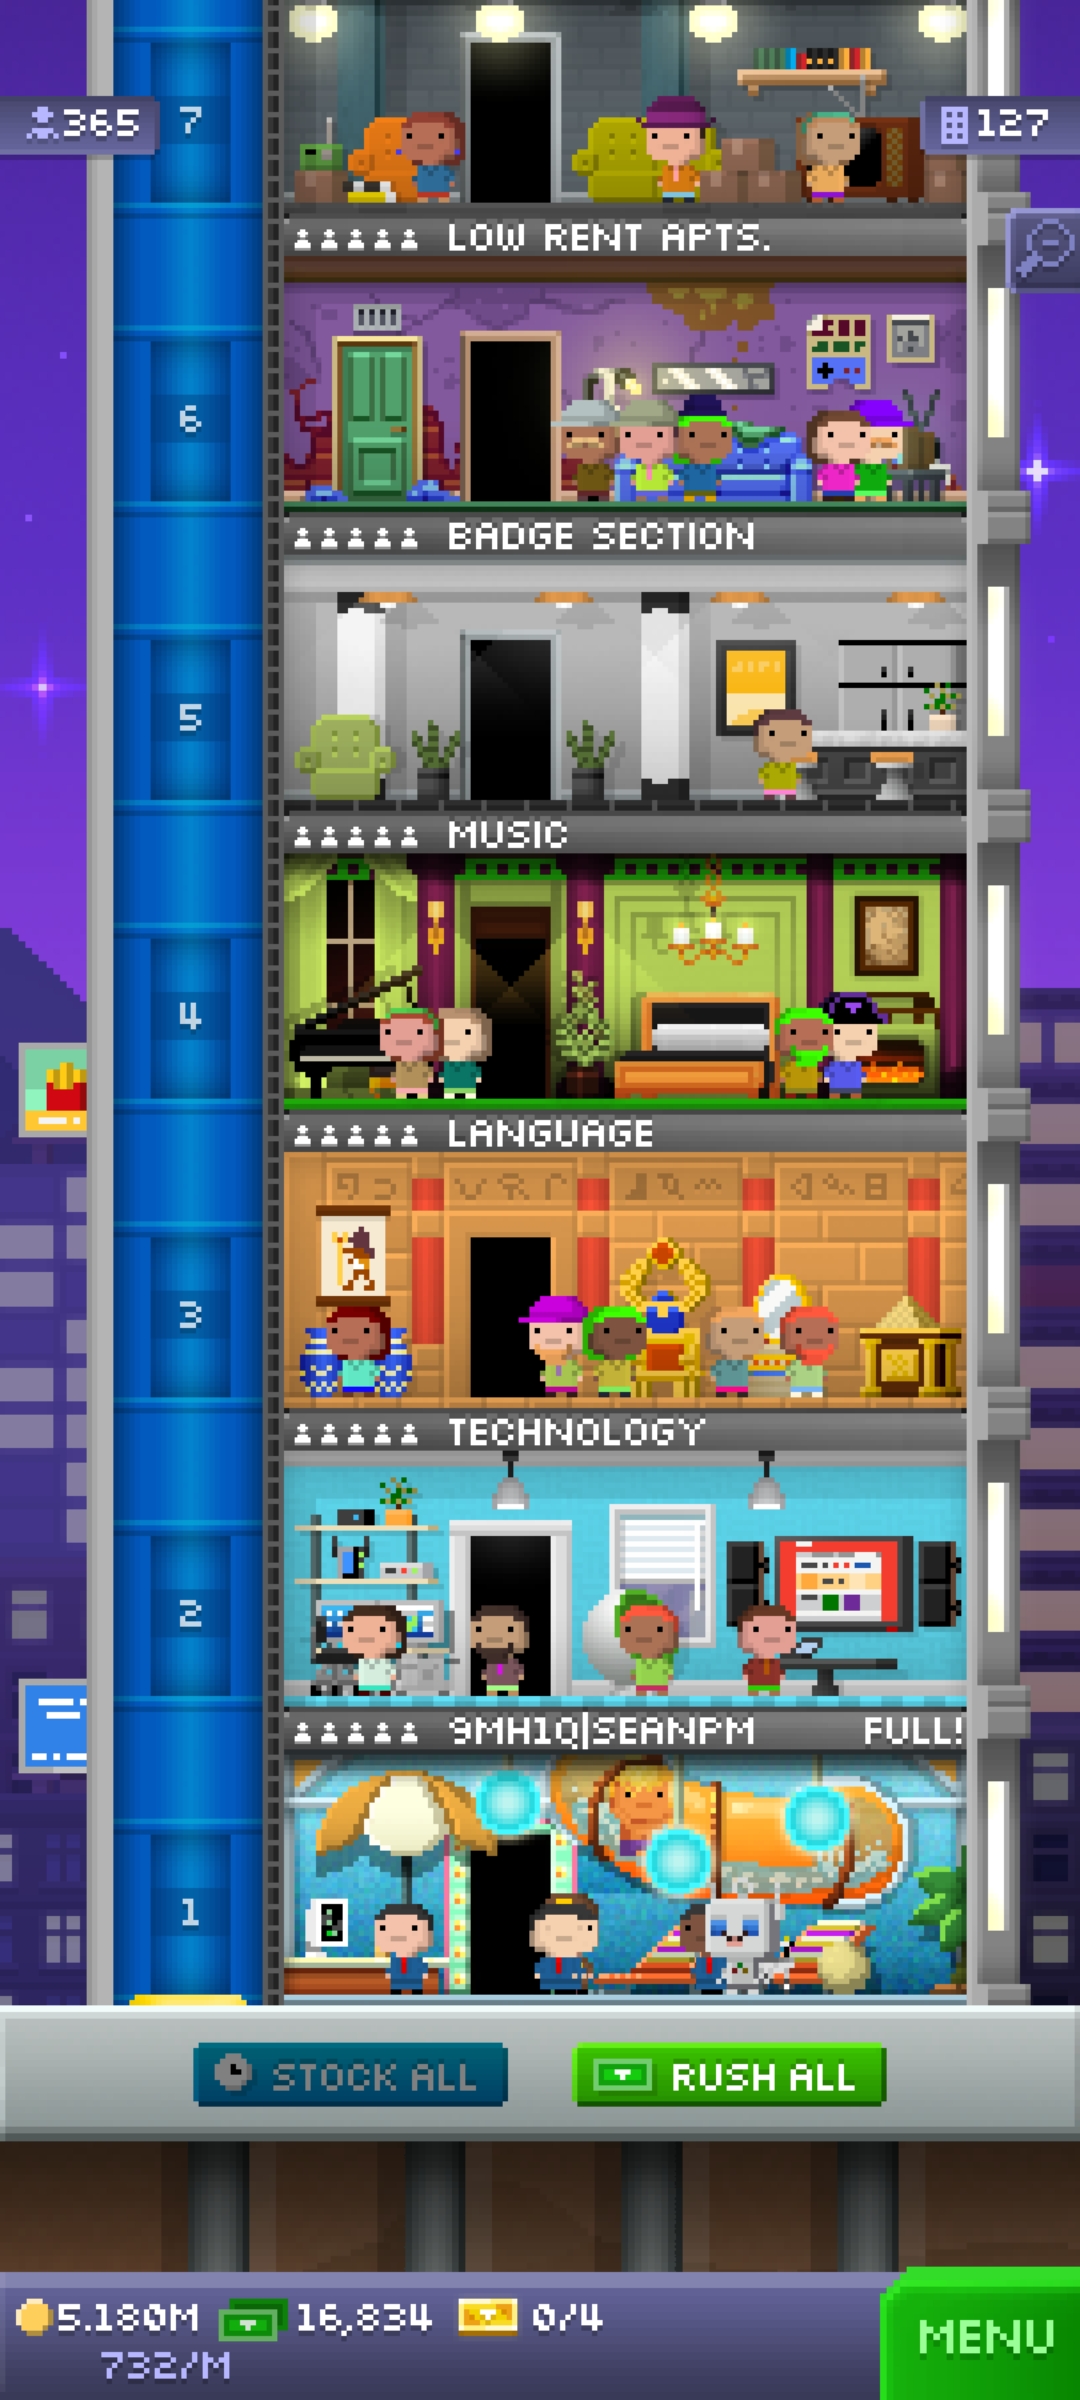 365
7
127
LOW RENT APTS.
6
BADGE SECTION
5
MUSIC
4
LANGUAGE
3
TECHNOLOGY
2
9MH1Q|SEANPM FULL!
1
STOCK ALL
RUSH ALL
5.180M
16,834
0/4
732/M
MENU